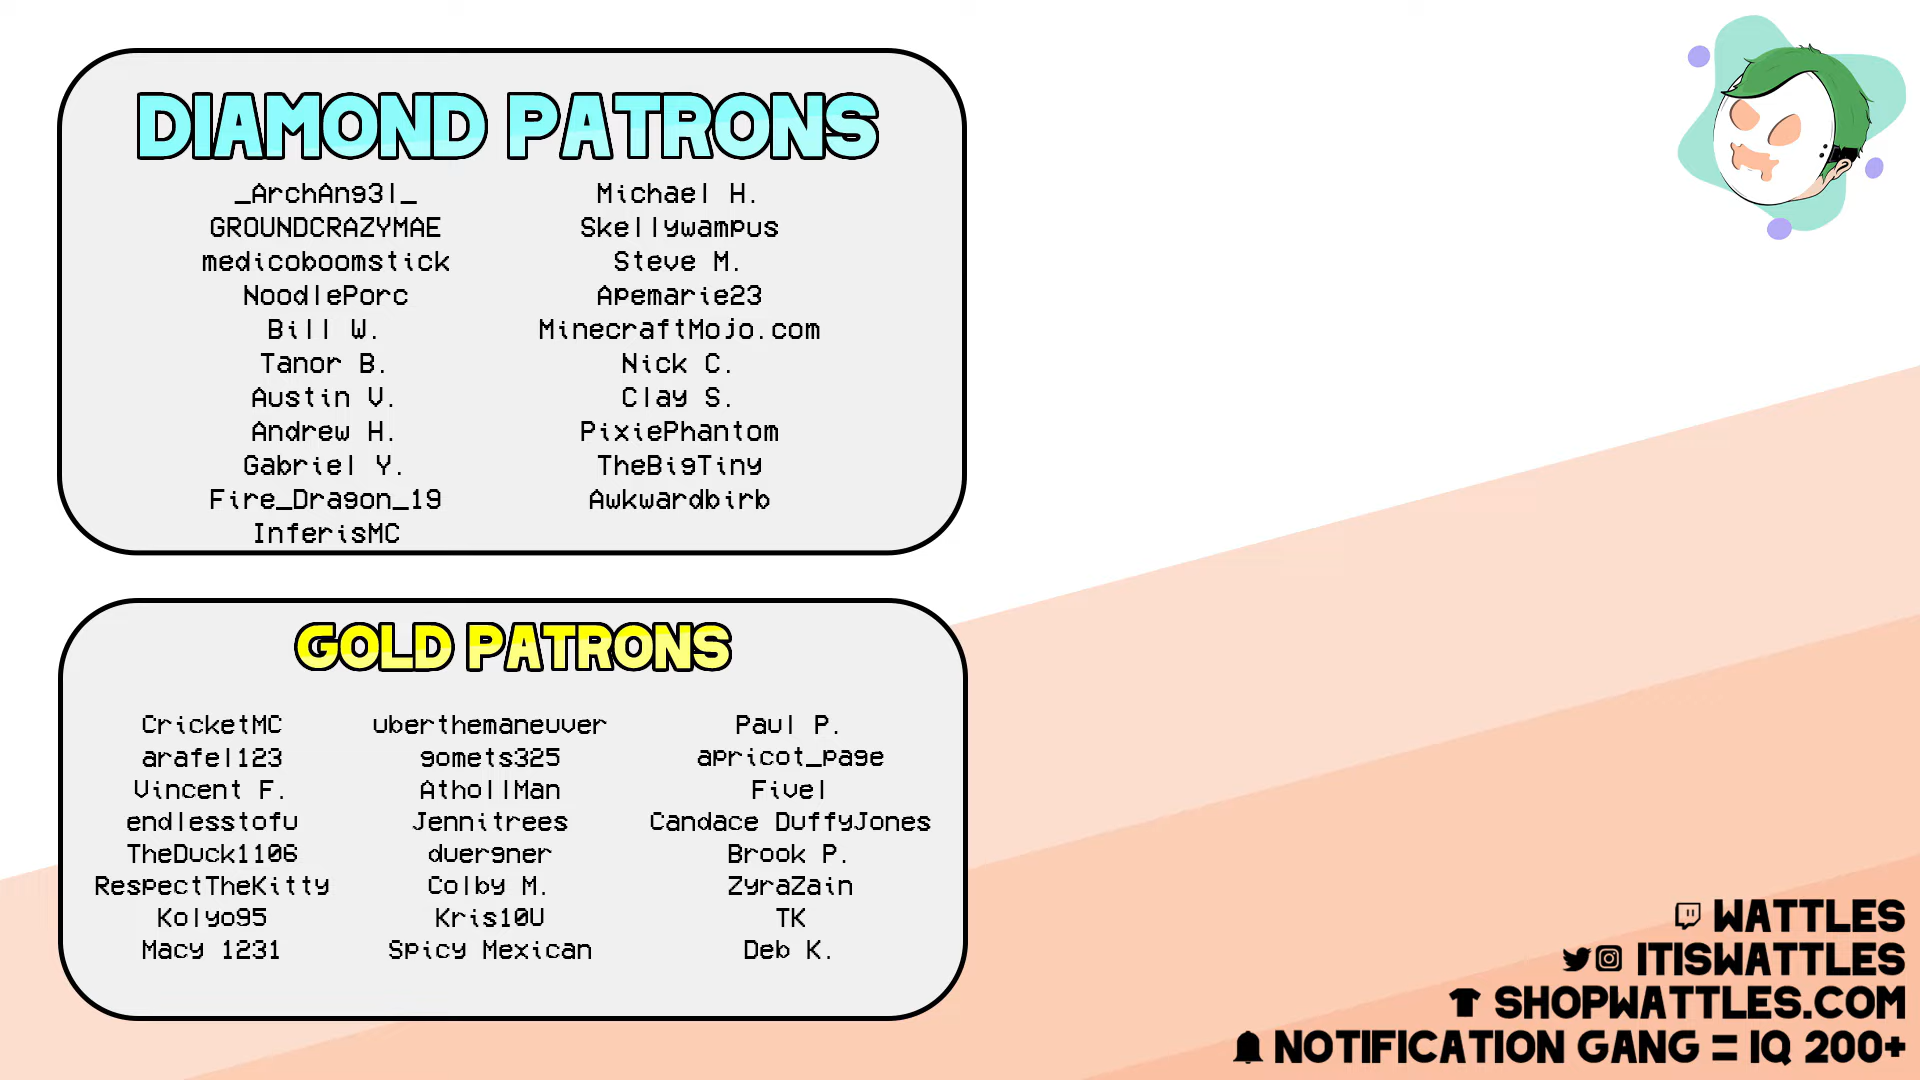 DIAMOND PATRONS
_ArchAng3l_
GROUNDCRAZYMAE
medicoboomstick
NoodlePorc
Bill W.
Tanor B.
Austin V.
Andrew H.
Gabriel Y.
Fire_Dragon_19
InferisMC
Michael H.
Skellywampus
Steve M.
Apemarie23
MinecraftMojo.com
Nick C.
Clay S.
PixiePhantom
TheBigTiny
Awkwardbirb
GOLD PATRONS
CricketMC
arafel123
Vincent F.
endlesstofu
TheDuck1106
RespectTheKitty
Kolyo95
Macy 1231
uberthemaneuver
gomets325
AthollMan
Jennitrees
duergner
Colby M.
Kris10U
Spicy Mexican
Paul P.
apricot_page
Fivel
Candace DuffyJones
Brook P.
ZyraZain
TK
Deb K.
WATTLES
ITISWATTLES
SHOPWATTLES.COM
NOTIFICATION GANG = IQ 200+